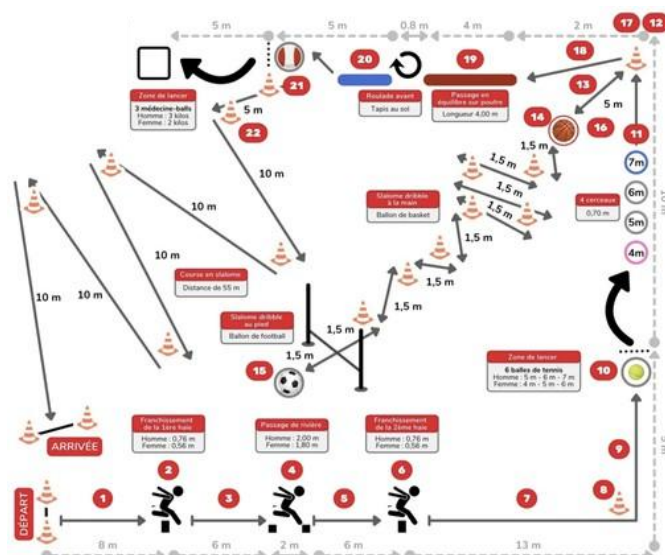 5 m
5 m
0.8 m
4 m
2 m
17
12
20
19
18
21
22
5 m
Zone de lancer
3 médecine-balls
Homme : 3 kilos
Femme : 2 kilos
Roulade avant
Tapis au sol
Passage en
équilibre sur poutre
Longueur 4,00 m
13
5 m
14
16
11
1,5 m
7m
6m
5m
4m
10 m
10 m
10 m
10 m
10 m
Slalome dribble
à la main
Ballon de basket
1,5 m
1,5 m
1,5 m
1,5 m
1,5 m
1,5 m
1,5 m
1,5 m
4 cerceaux
0,70 m
Course en slalome
Distance de 55 m
Slalome dribble
au pied
Ballon de football
15
Zone de lancer
6 balles de tennis
Homme : 5 m - 6 m - 7 m
Femme : 4 m - 5 m - 6 m
10
ARRIVÉE
Franchissement
de la 1ère haie
Homme : 0,76 m
Femme : 0,56 m
Passage de rivière
Homme : 2,00 m
Femme : 1,80 m
Franchissement
de la 2ème haie
Homme : 0,76 m
Femme : 0,56 m
9
5 m
DÉPART
1
2
3
4
5
6
7
8
8 m
6 m
2 m
6 m
13 m